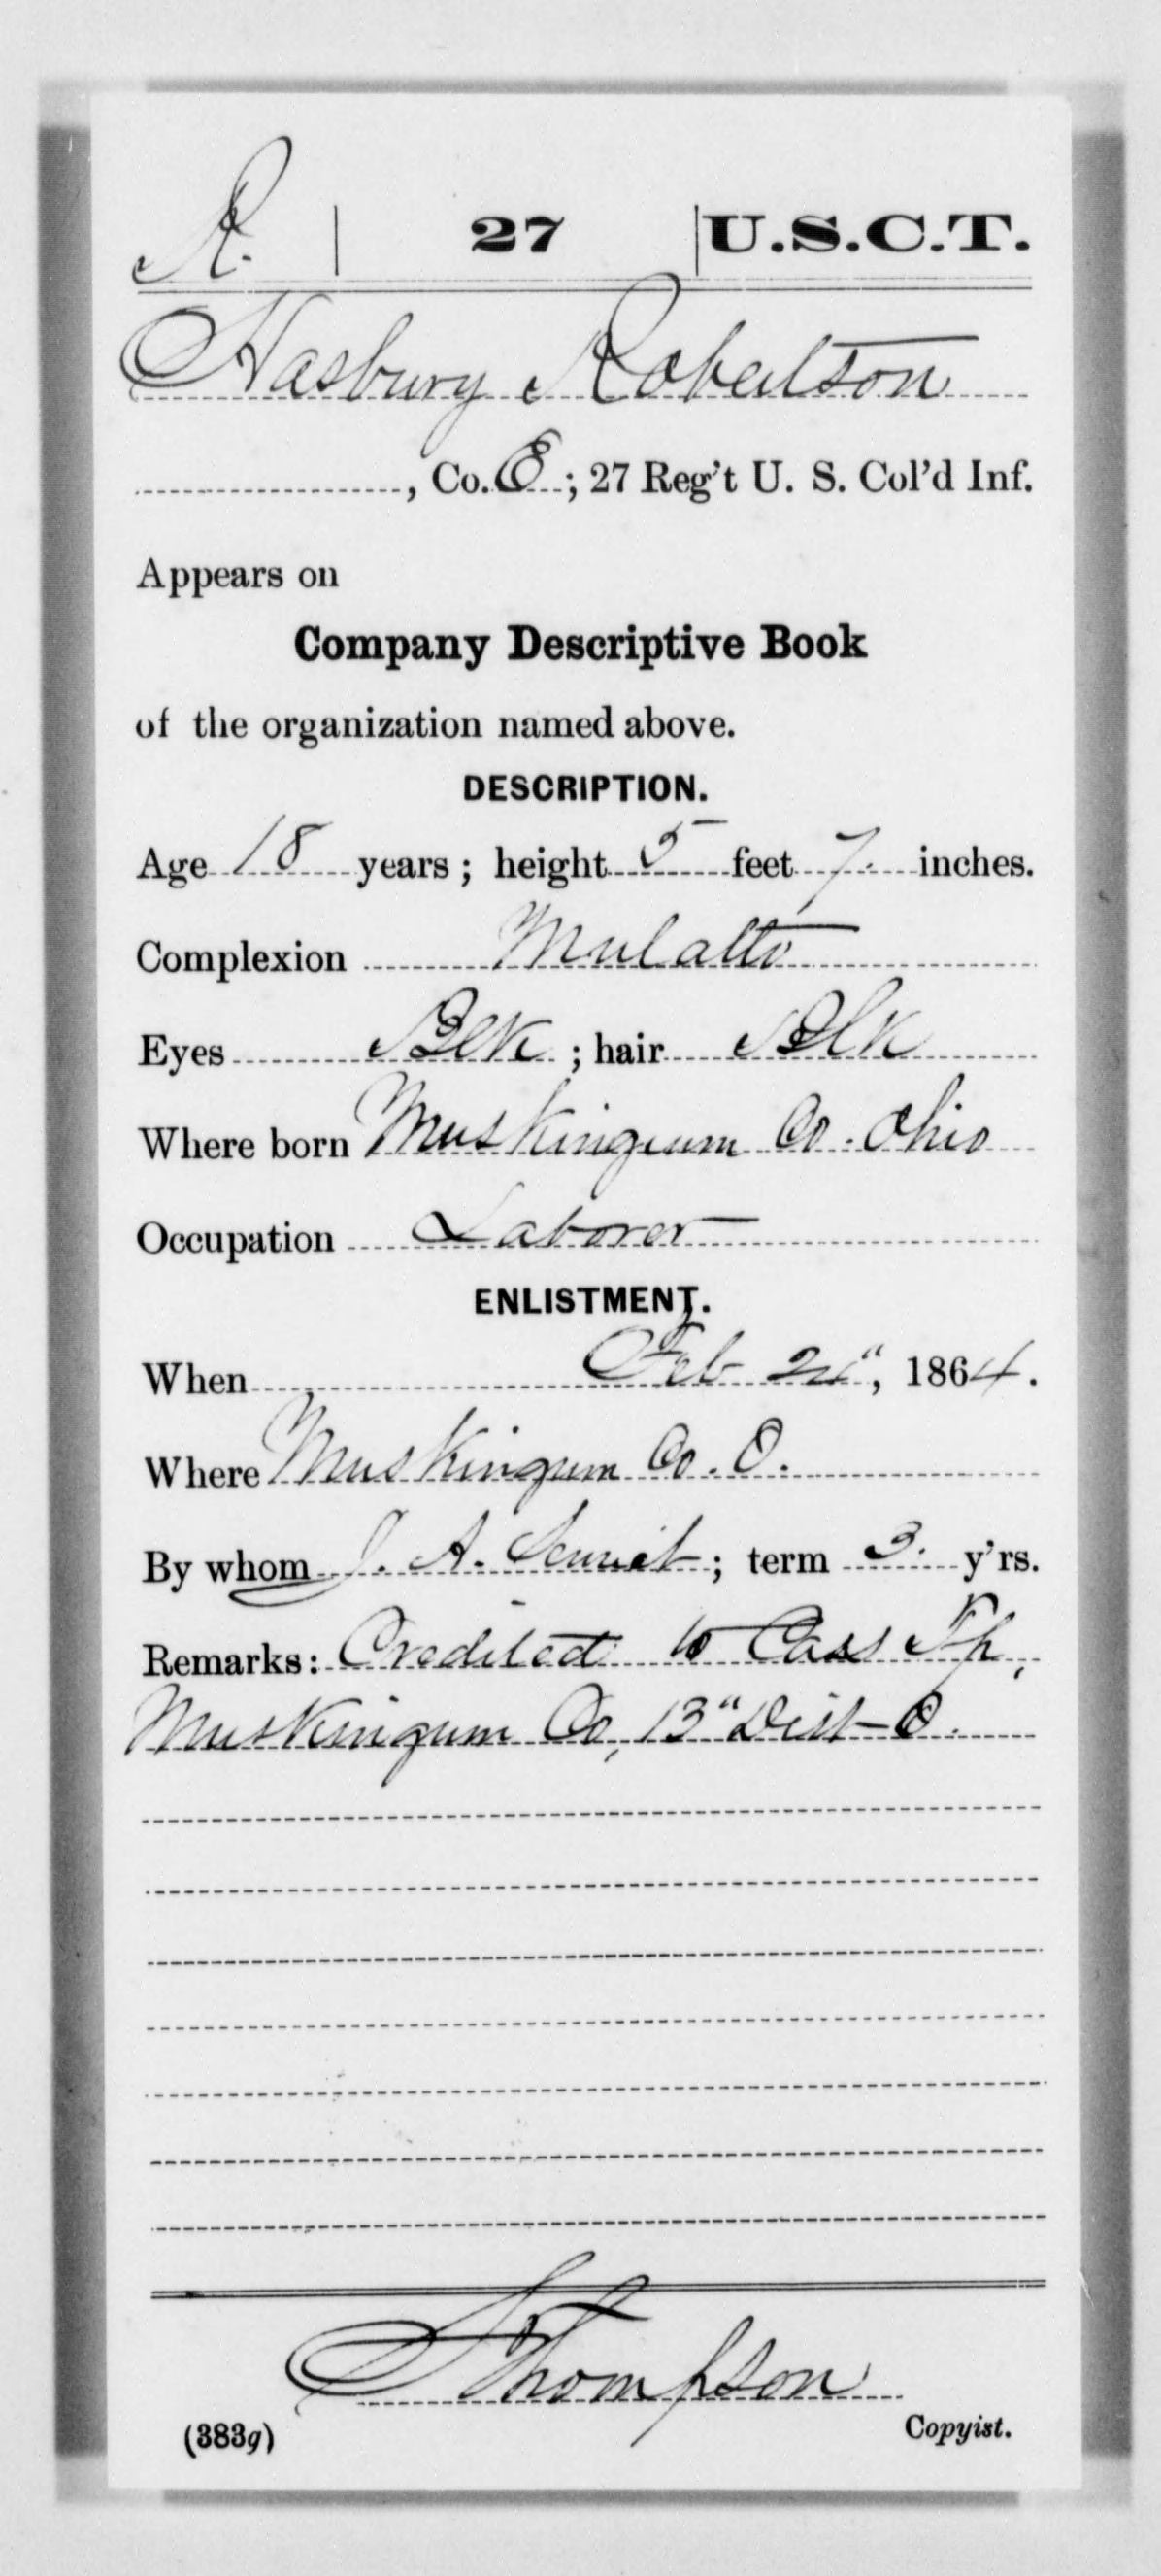 R. | 27 | U.S.C.T.
Hasbury Robertson
, Co. E; 27 Reg't U. S. Col'd Inf.
Appears on
Company Descriptive Book
of the organization named above.
DESCRIPTION.
Age 18 years; height 5 feet 7 inches.
Complexion Mulatto
Eyes Blk; hair Blk
Where born Muskingum Co. Ohio
Occupation Laborer
ENLISTMENT.
When Feb , 1864.
Where Muskingum Co. O.
By whom J. A. ; term 3. y'rs.
Remarks: Credited to Cass Tp,
Muskingum Co, 13" Dist O.
Thompson
Copyist.
(383g)